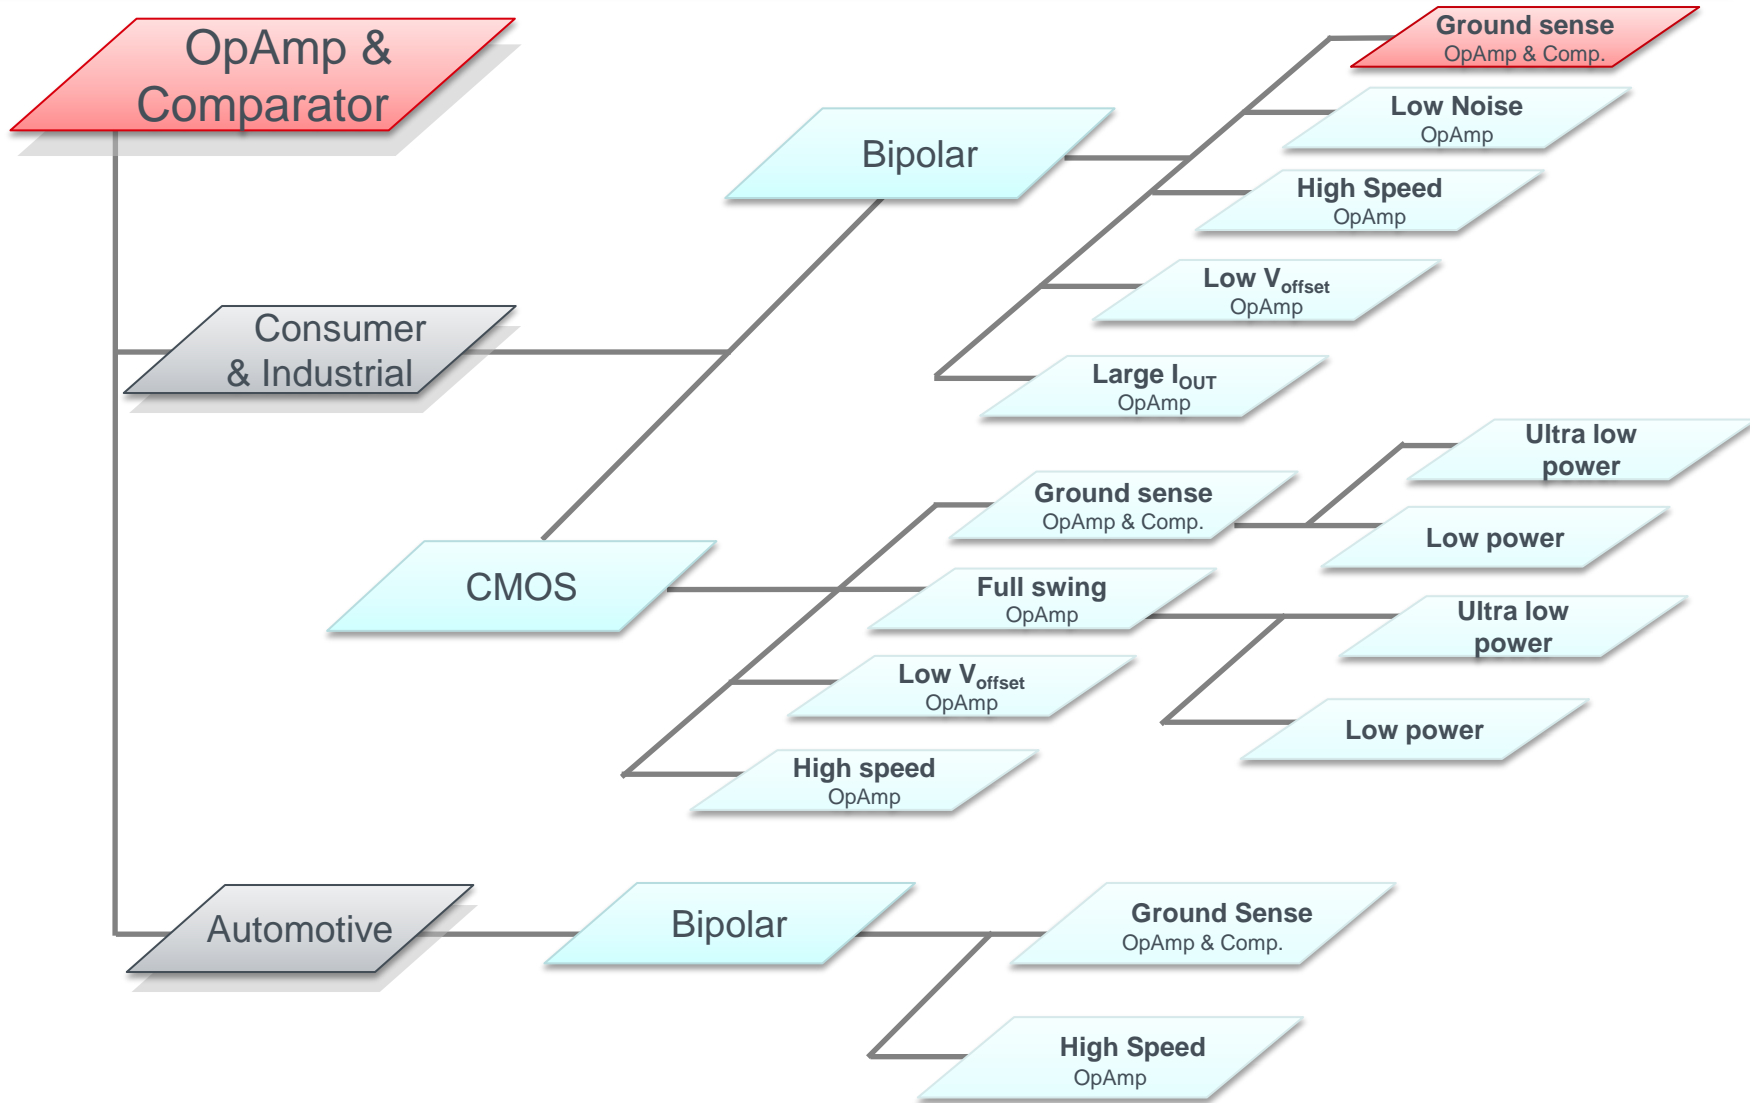 OpAmp &
Comparator
Ground sense
OpAmp & Comp.
Low Noise
OpAmp
Bipolar
High Speed
OpAmp
Low Voffset
OpAmp
Consumer
& Industrial
Large IOUT
OpAmp
Ultra low
power
Ground sense
OpAmp & Comp.
Low power
CMOS
Full swing
OpAmp
Ultra low
power
Low Voffset
OpAmp
Low power
High speed
OpAmp
Automotive
Bipolar
Ground Sense
OpAmp & Comp.
High Speed
OpAmp